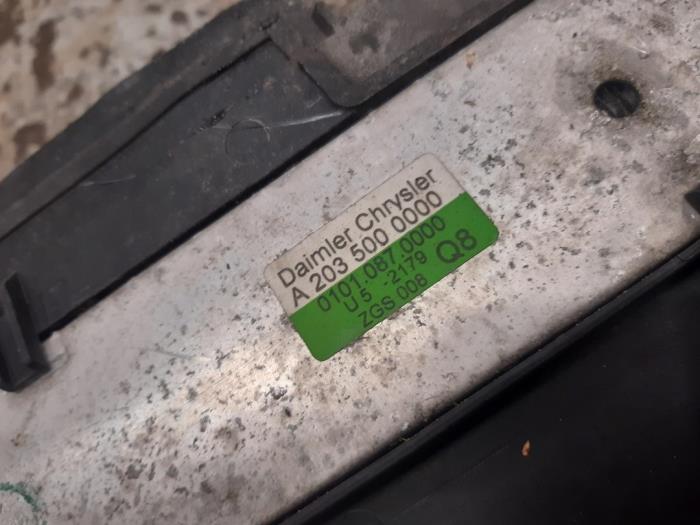 Daimler Chrysler
A 203 500 0000
0101.087.0000
U 5 -2179 Q8
ZGS 008